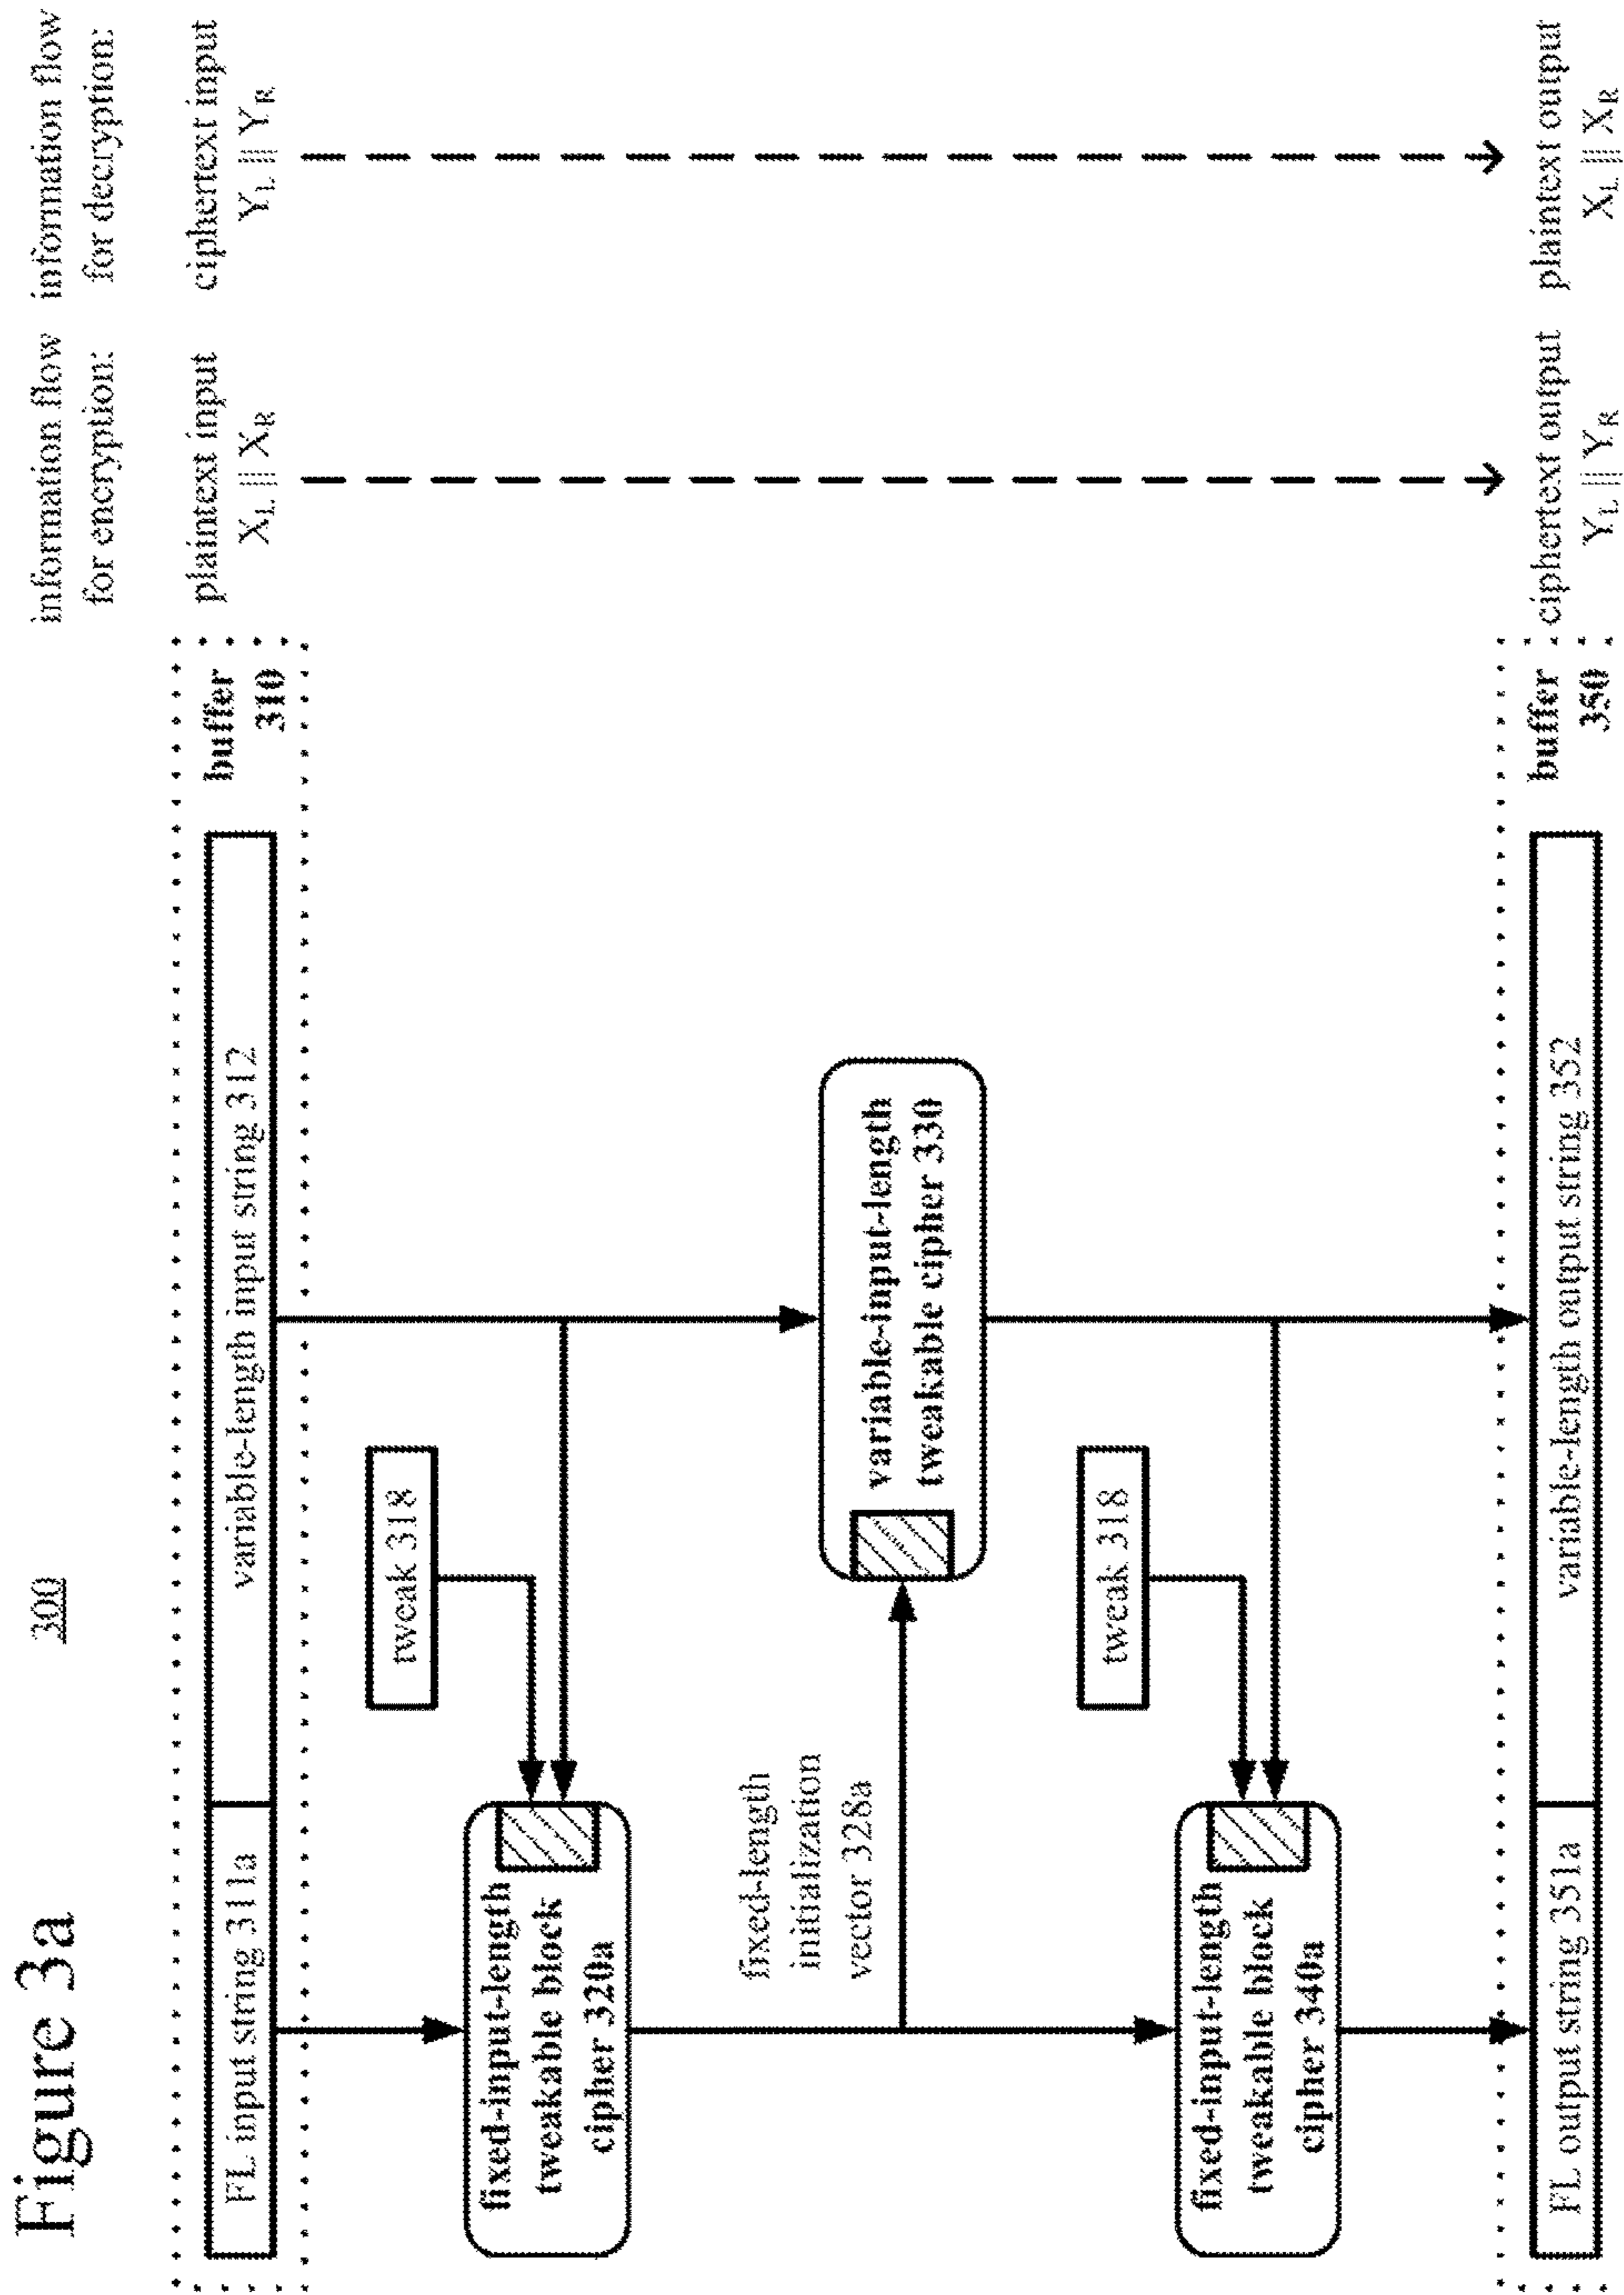 Figure 3a
300
information flow
for encryption:
information flow
for decryption:
FL input string 311a
variable-length input string 312
buffer
310
plaintext input
X_L ||| X_R
ciphertext input
Y_L ||| Y_R
tweak 318
fixed-input-length
tweakable block
cipher 320a
fixed-length
initialization
vector 328a
variable-input-length
tweakable cipher 330
tweak 318
fixed-input-length
tweakable block
cipher 340a
FL output string 351a
variable-length output string 352
buffer
350
ciphertext output
Y_L ||| Y_R
plaintext output
X_L ||| X_R